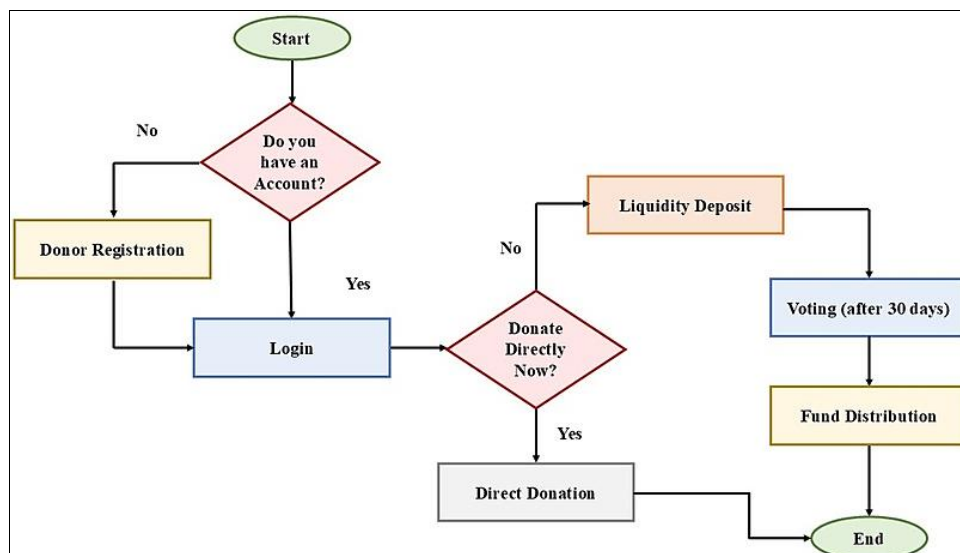 Start
No
Do you
have an
Account?
Liquidity Deposit
Donor Registration
No
Yes
Voting (after 30 days)
Login
Donate
Directly
Now?
Fund Distribution
Yes
Direct Donation
End